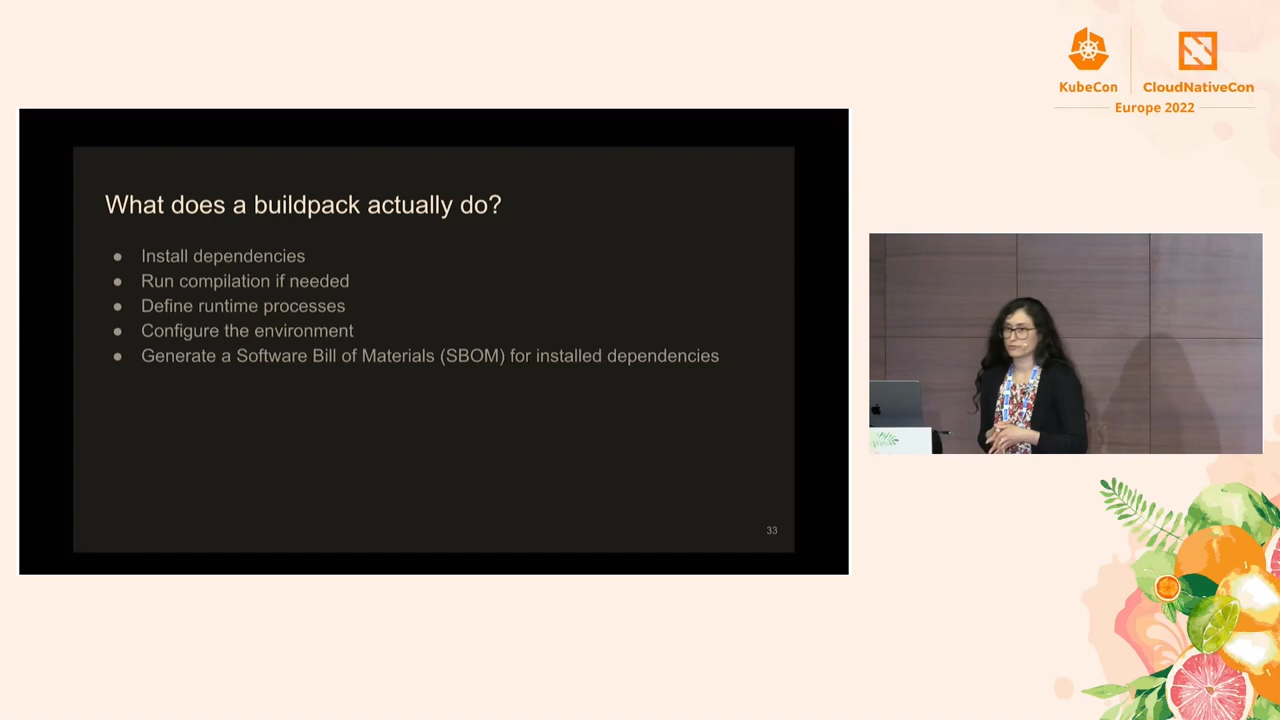 KubeCon
CloudNativeCon
Europe 2022
What does a buildpack actually do?
● Install dependencies
● Run compilation if needed
● Define runtime processes
● Configure the environment
● Generate a Software Bill of Materials (SBOM) for installed dependencies
33